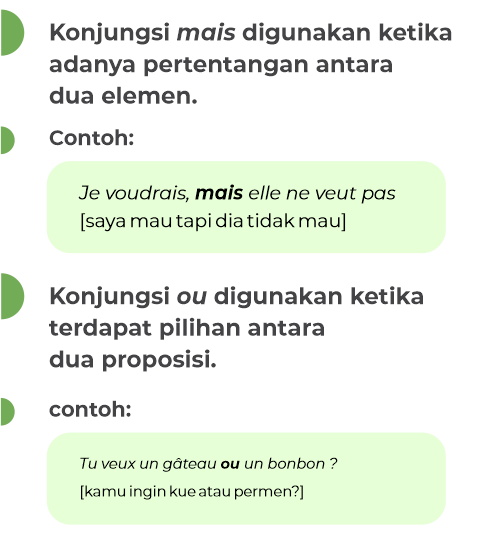 Konjungsi mais digunakan ketika
adanya pertentangan antara
dua elemen.
Contoh:
Je voudrais, mais elle ne veut pas
[saya mau tapi dia tidak mau]
Konjungsi ou digunakan ketika
terdapat pilihan antara
dua proposisi.
contoh:
Tu veux un gâteau ou un bonbon ?
[kamu ingin kue atau permen?]